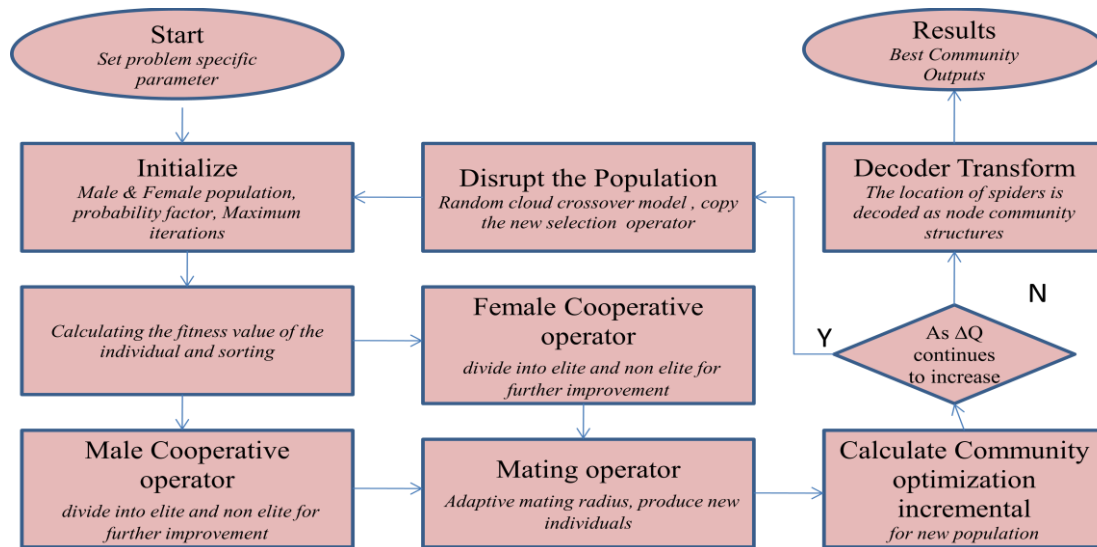 Start
Set problem specific
parameter
Results
Best Community
Outputs
Initialize
Male & Female population,
probability factor, Maximum
iterations
Disrupt the Population
Random cloud crossover model , copy
the new selection operator
Decoder Transform
The location of spiders is
decoded as node community
structures
Calculating the fitness value of the
individual and sorting
Female Cooperative
operator
divide into elite and non elite for
further improvement
Y
As ΔQ
continues
to increase
N
Male Cooperative
operator
divide into elite and non elite for
further improvement
Mating operator
Adaptive mating radius, produce new
individuals
Calculate Community
optimization
incremental
for new population